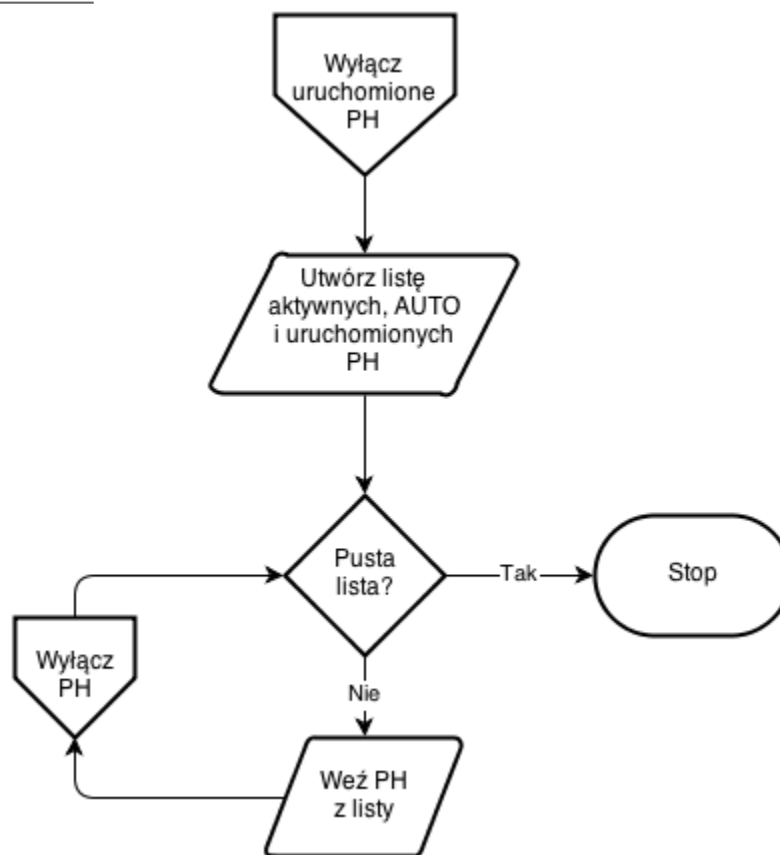 Wyłącz
uruchomione
PH
Utwórz listę
aktywnych, AUTO
i uruchomionych
PH
Pusta
lista?
Tak
Stop
Wyłącz
PH
Nie
Weź PH
z listy